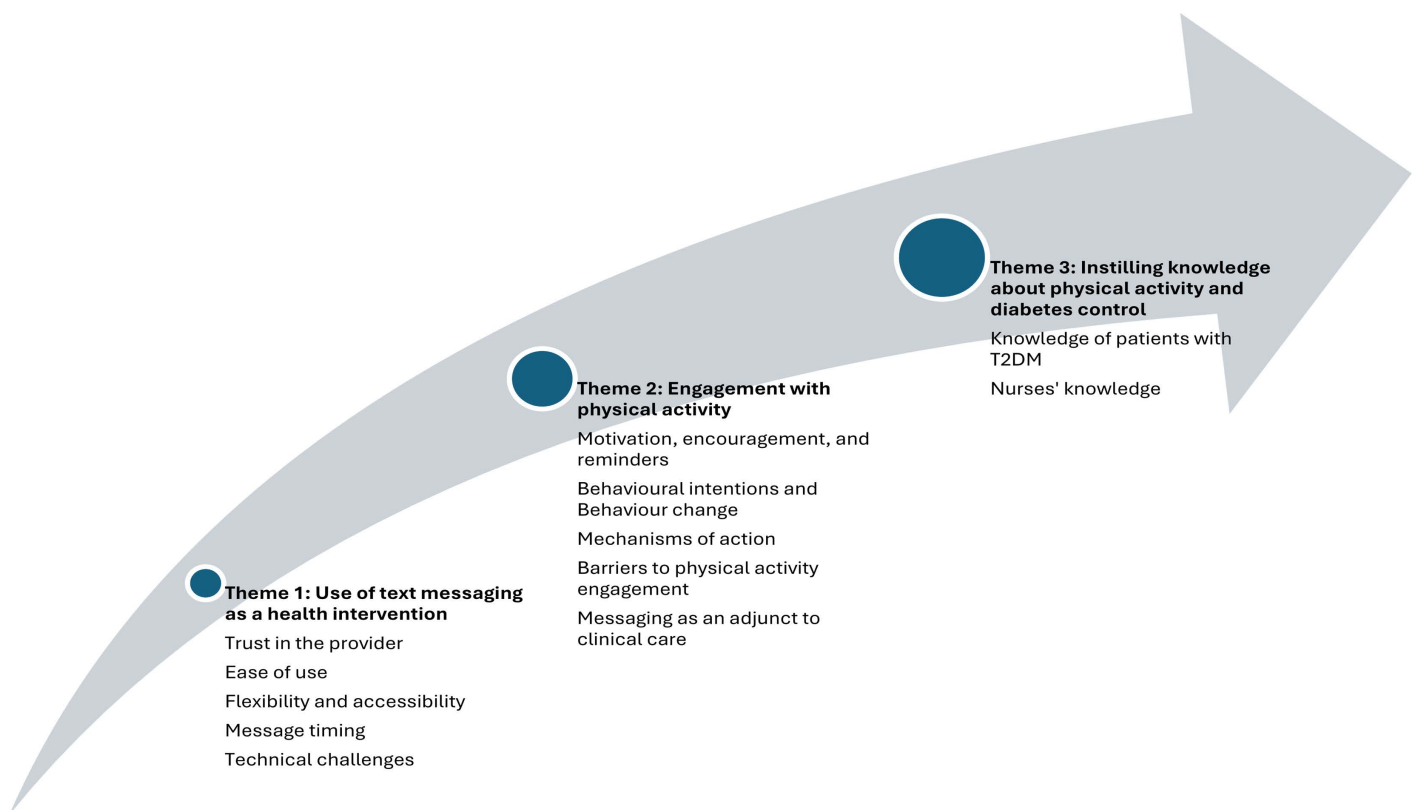 Theme 1: Use of text messaging
as a health intervention
Trust in the provider
Ease of use
Flexibility and accessibility
Message timing
Technical challenges
Theme 2: Engagement with
physical activity
Motivation, encouragement, and
reminders
Behavioural intentions and
Behaviour change
Mechanisms of action
Barriers to physical activity
engagement
Messaging as an adjunct to
clinical care
Theme 3: Instilling knowledge
about physical activity and
diabetes control
Knowledge of patients with
T2DM
Nurses' knowledge